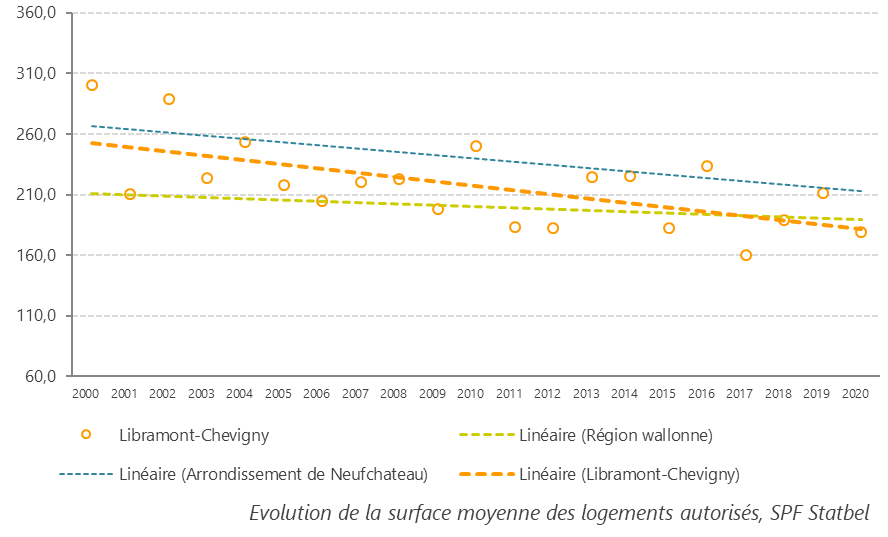 360,0
310,0
260,0
210,0
160,0
110,0
60,0
2000 2001 2002 2003 2004 2005 2006 2007 2008 2009 2010 2011 2012 2013 2014 2015 2016 2017 2018 2019 2020
Libramont-Chevigny Linéaire (Région wallonne)
Linéaire (Arrondissement de Neufchateau) Linéaire (Libramont-Chevigny)
Evolution de la surface moyenne des logements autorisés, SPF Statbel